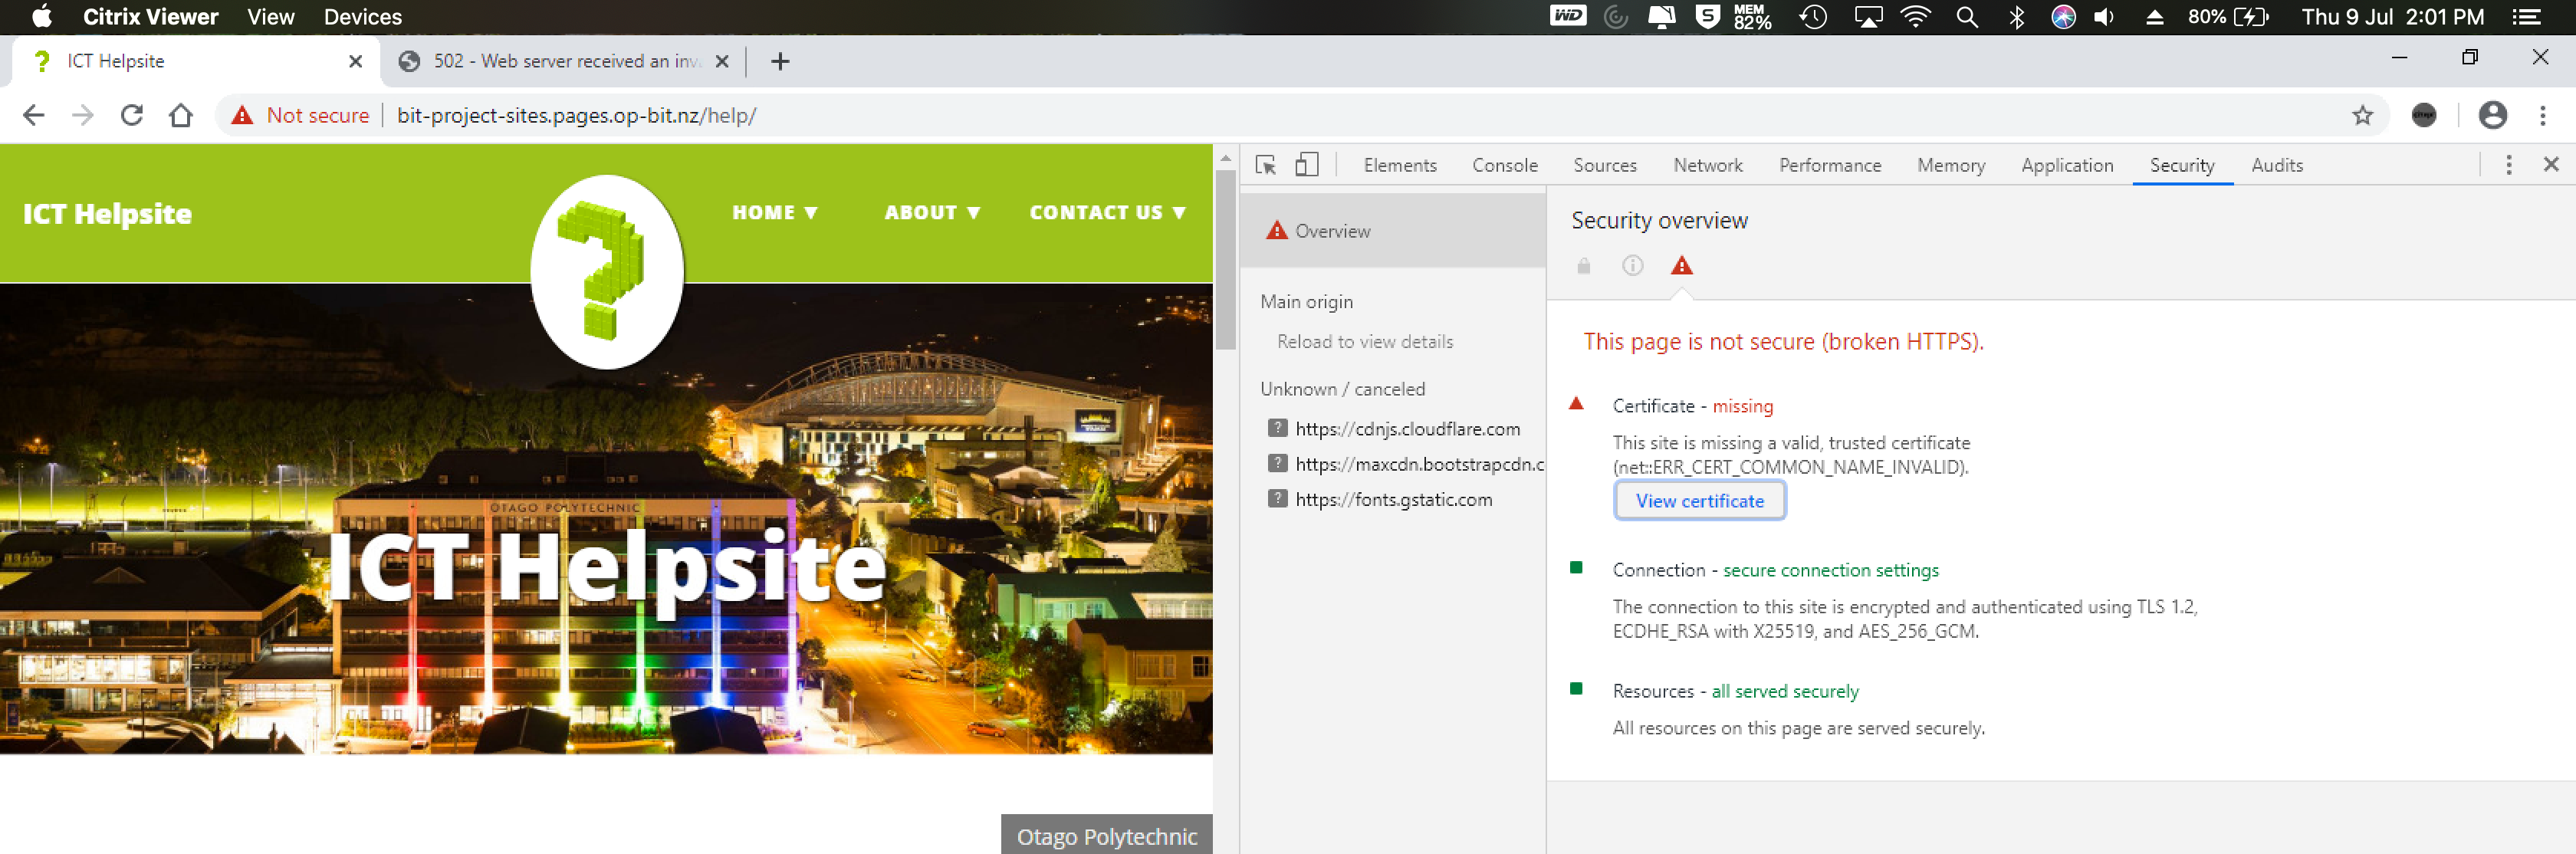 Citrix Viewer View Devices
WD S MEM 82% 80% Thu 9 Jul 2:01 PM
ICT Helpsite 502 - Web server received an inv
Not secure bit-project-sites.pages.op-bit.nz/help/
Elements Console Sources Network Performance Memory Application Security Audits
ICT Helpsite
HOME ▼ ABOUT ▼ CONTACT US ▼
OTAGO POLYTECHNIC
ICT Helpsite
Otago Polytechnic
Overview
Main origin
Reload to view details
Unknown / canceled
? https://cdnjs.cloudflare.com
? https://maxcdn.bootstrapcdn.c
? https://fonts.gstatic.com
Security overview
This page is not secure (broken HTTPS).
Certificate - missing
This site is missing a valid, trusted certificate
(net::ERR_CERT_COMMON_NAME_INVALID).
View certificate
Connection - secure connection settings
The connection to this site is encrypted and authenticated using TLS 1.2,
ECDHE_RSA with X25519, and AES_256_GCM.
Resources - all served securely
All resources on this page are served securely.